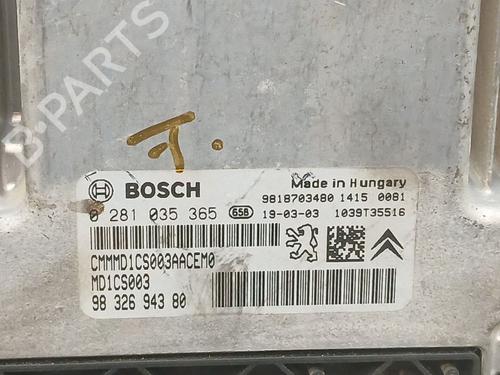 B-PARTS
T.
BOSCH
Made in Hungary
9818703480 1415 0081
0 281 035 365 658 19-03-03 1039T35516
CMMMD1CS003AACEM0
MD1CS003
98 326 943 80